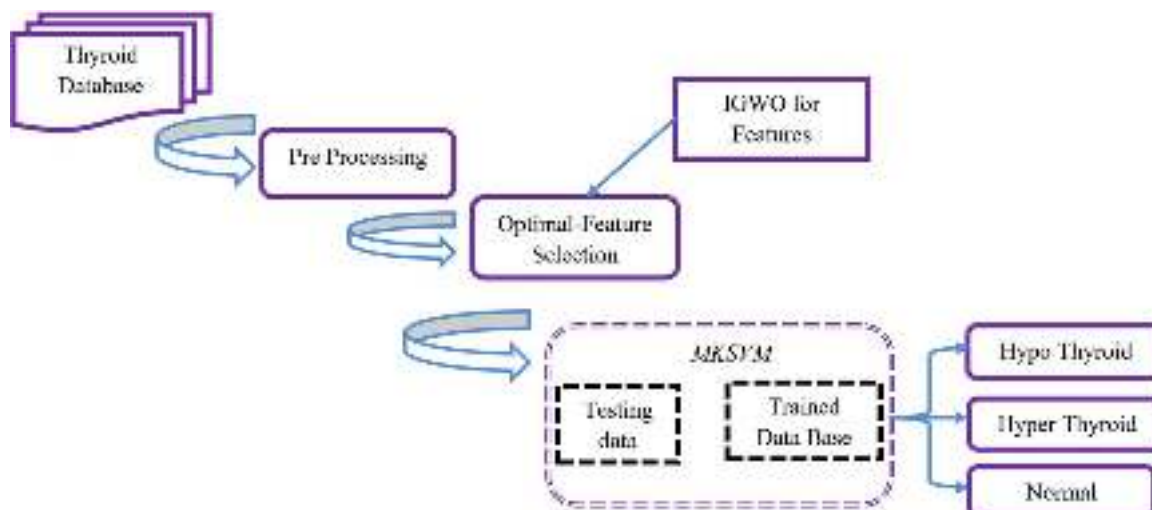 Thyroid
Database
IGWO for
Features
Pre Processing
Optimal-Feature
Selection
MKSVM
Testing
data
Trained
Data Base
Hypo Thyroid
Hyper Thyroid
Normal